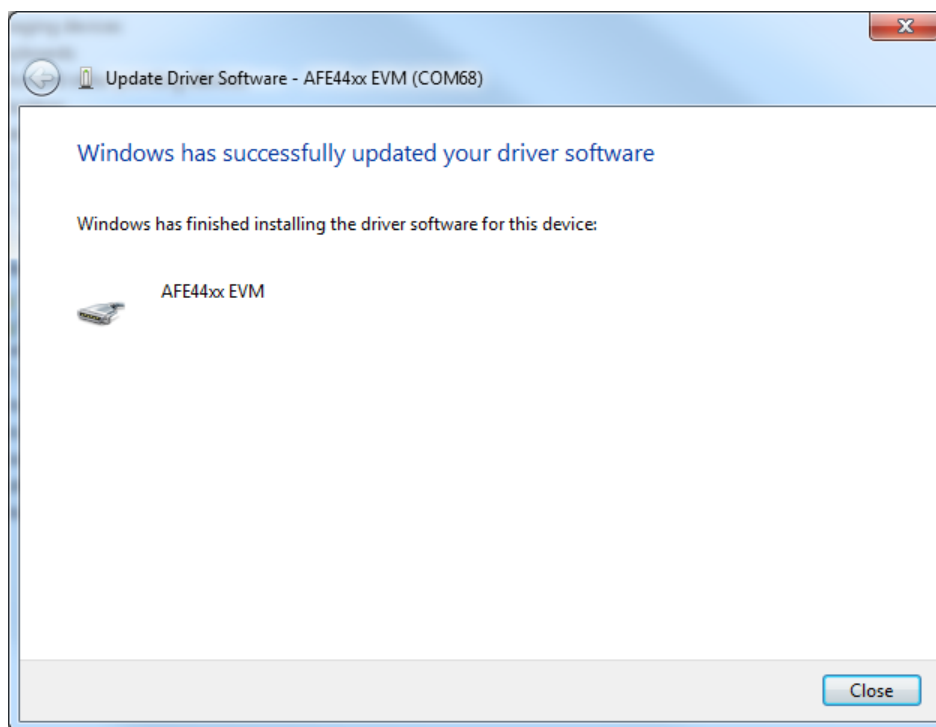 Update Driver Software - AFE44xx EVM (COM68)
Windows has successfully updated your driver software
Windows has finished installing the driver software for this device:
AFE44xx EVM
Close